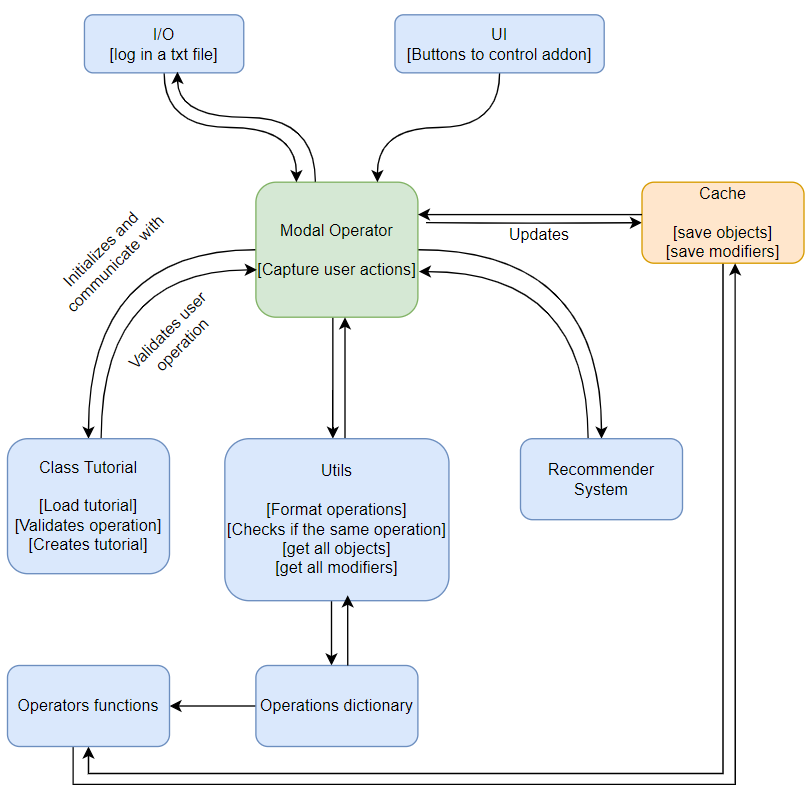 I/O
[log in a txt file]
UI
[Buttons to control addon]
Cache
[save objects]
[save modifiers]
Modal Operator
[Capture user actions]
Updates
Initializes and
communicate with
Validates user
operation
Class Tutorial
[Load tutorial]
[Validates operation]
[Creates tutorial]
Utils
[Format operations]
[Checks if the same operation]
[get all objects]
[get all modifiers]
Recommender
System
Operators functions
Operations dictionary